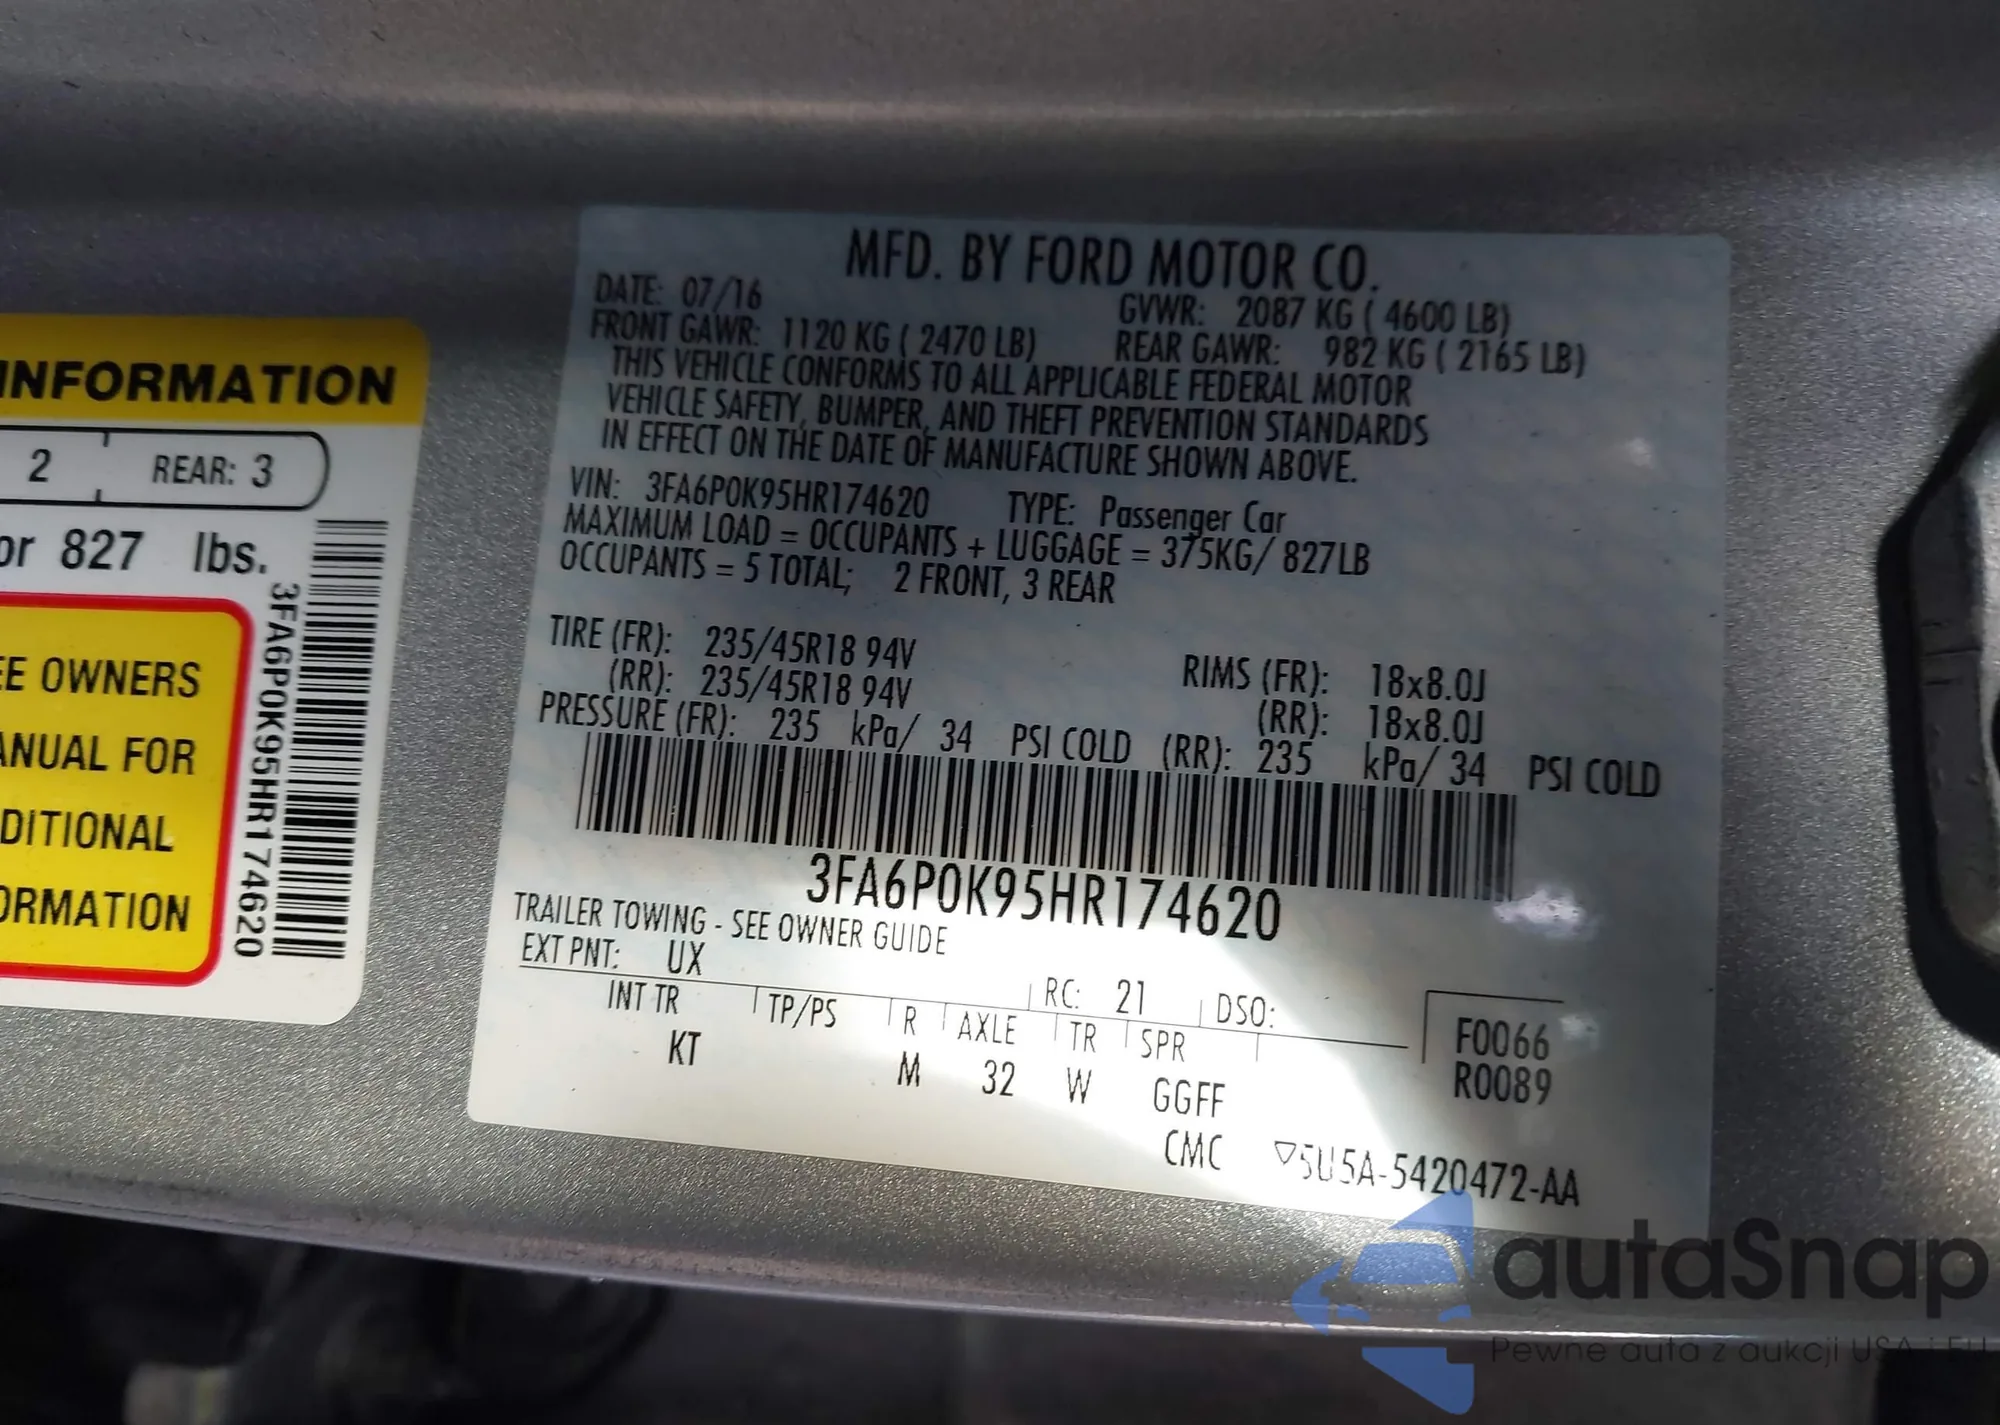 INFORMATION
2 REAR: 3
or 827 lbs.
EE OWNERS
ANUAL FOR
DITIONAL
ORMATION
3FA6P0K95HR174620
MFD. BY FORD MOTOR CO.
DATE: 07/16 GVWR: 2087 KG ( 4600 LB)
FRONT GAWR: 1120 KG ( 2470 LB) REAR GAWR: 982 KG ( 2165 LB)
THIS VEHICLE CONFORMS TO ALL APPLICABLE FEDERAL MOTOR
VEHICLE SAFETY, BUMPER, AND THEFT PREVENTION STANDARDS
IN EFFECT ON THE DATE OF MANUFACTURE SHOWN ABOVE.
VIN: 3FA6P0K95HR174620 TYPE: Passenger Car
MAXIMUM LOAD = OCCUPANTS + LUGGAGE = 375KG/ 827LB
OCCUPANTS = 5 TOTAL; 2 FRONT, 3 REAR
TIRE (FR): 235/45R18 94V RIMS (FR): 18x8.0J
(RR): 235/45R18 94V (RR): 18x8.0J
PRESSURE (FR): 235 kPa/ 34 PSI COLD (RR): 235 kPa/ 34 PSI COLD
3FA6P0K95HR174620
TRAILER TOWING - SEE OWNER GUIDE
EXT PNT: UX RC: 21 DSO:
INT TR TP/PS R AXLE TR SPR F0066
KT M 32 W GGFF R0089
CMC ▽5U5A-5420472-AA
autaSnap
Pewne auta z aukcji USA i EU